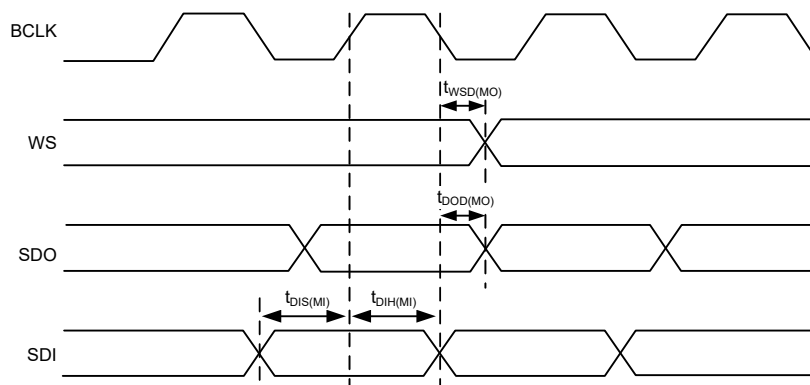 BCLK
tWSD(MO)
WS
tDOD(MO)
SDO
tDIS(MI) tDIH(MI)
SDI